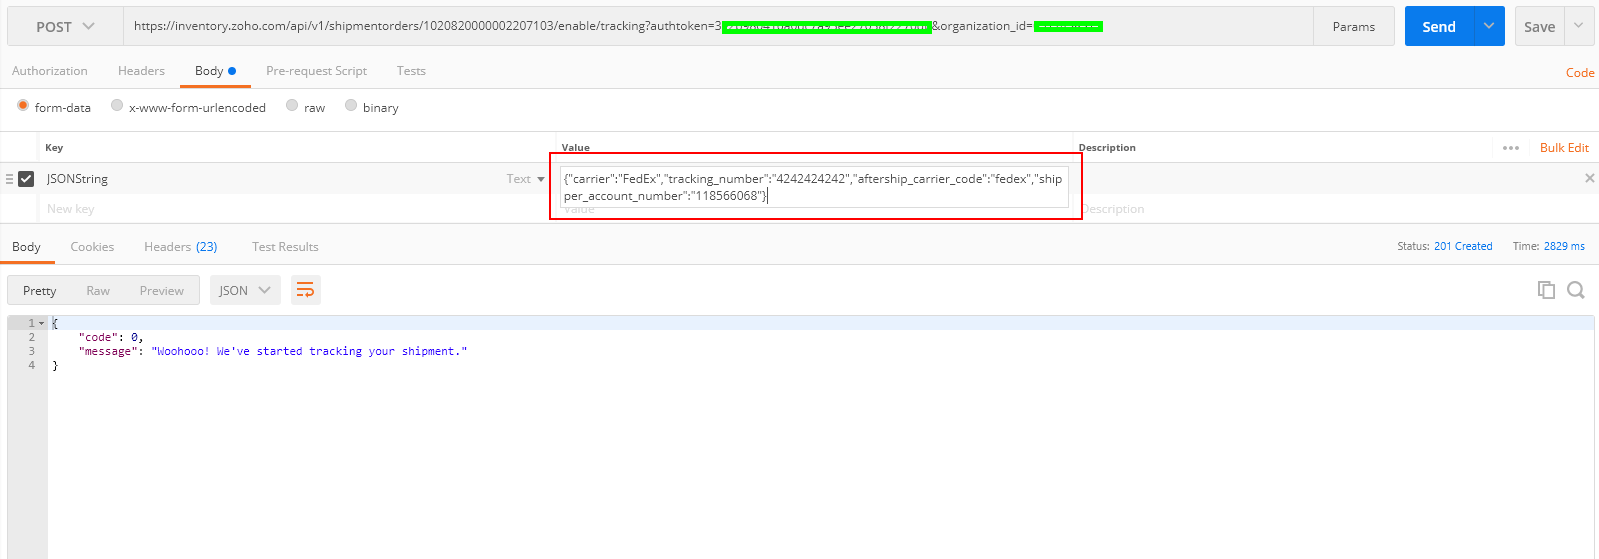 POST https://inventory.zoho.com/api/v1/shipmentorders/1020820000002207103/enable/tracking?authtoken=3 &organization_id= Params Send Save
Authorization Headers Body Pre-request Script Tests Code
form-data x-www-form-urlencoded raw binary
Key Value Description ••• Bulk Edit
JSONString Text {"carrier":"FedEx","tracking_number":"4242424242","aftership_carrier_code":"fedex","ship
per_account_number":"118566068"}
New key Value Description
Body Cookies Headers (23) Test Results Status: 201 Created Time: 2829 ms
Pretty Raw Preview JSON
1 {
2 "code": 0,
3 "message": "Woohooo! We've started tracking your shipment."
4 }